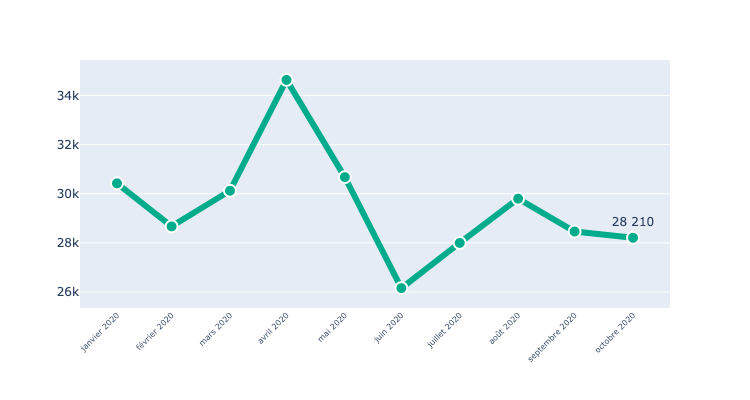 34k
32k
30k
28k
26k
28 210
janvier 2020
février 2020
mars 2020
avril 2020
mai 2020
juin 2020
juillet 2020
août 2020
septembre 2020
octobre 2020